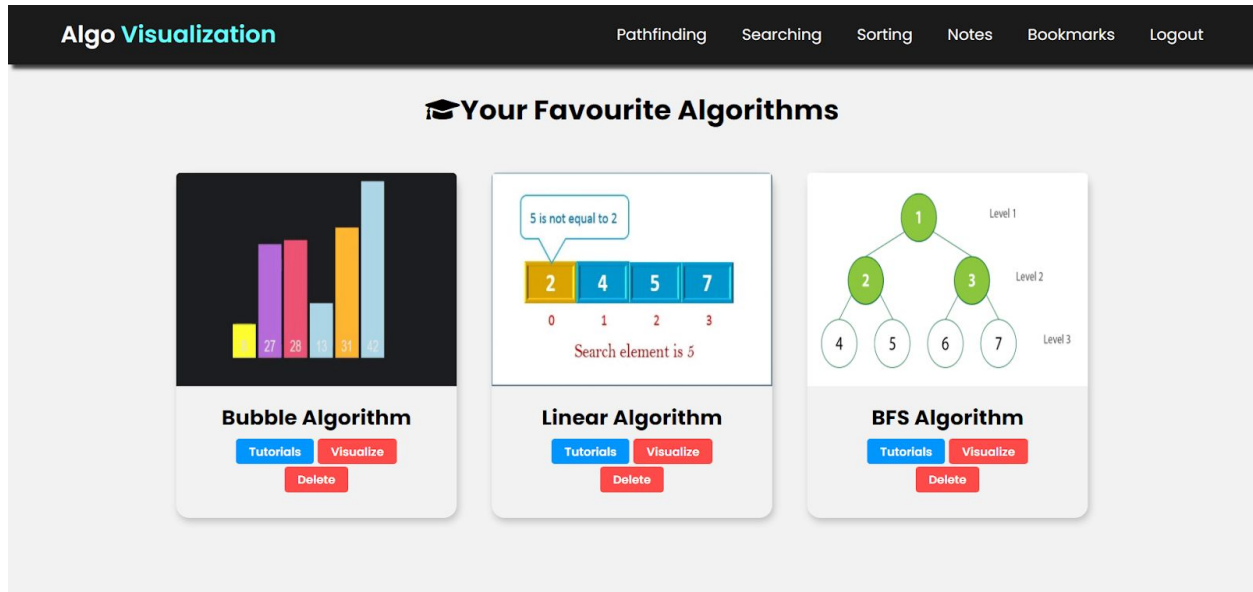 Algo Visualization
Pathfinding Searching Sorting Notes Bookmarks Logout
Your Favourite Algorithms
27 28 13 31 42
Bubble Algorithm
Tutorials Visualize
Delete
5 is not equal to 2
2 4 5 7
0 1 2 3
Search element is 5
Linear Algorithm
Tutorials Visualize
Delete
1 Level 1
2 3 Level 2
4 5 6 7 Level 3
BFS Algorithm
Tutorials Visualize
Delete